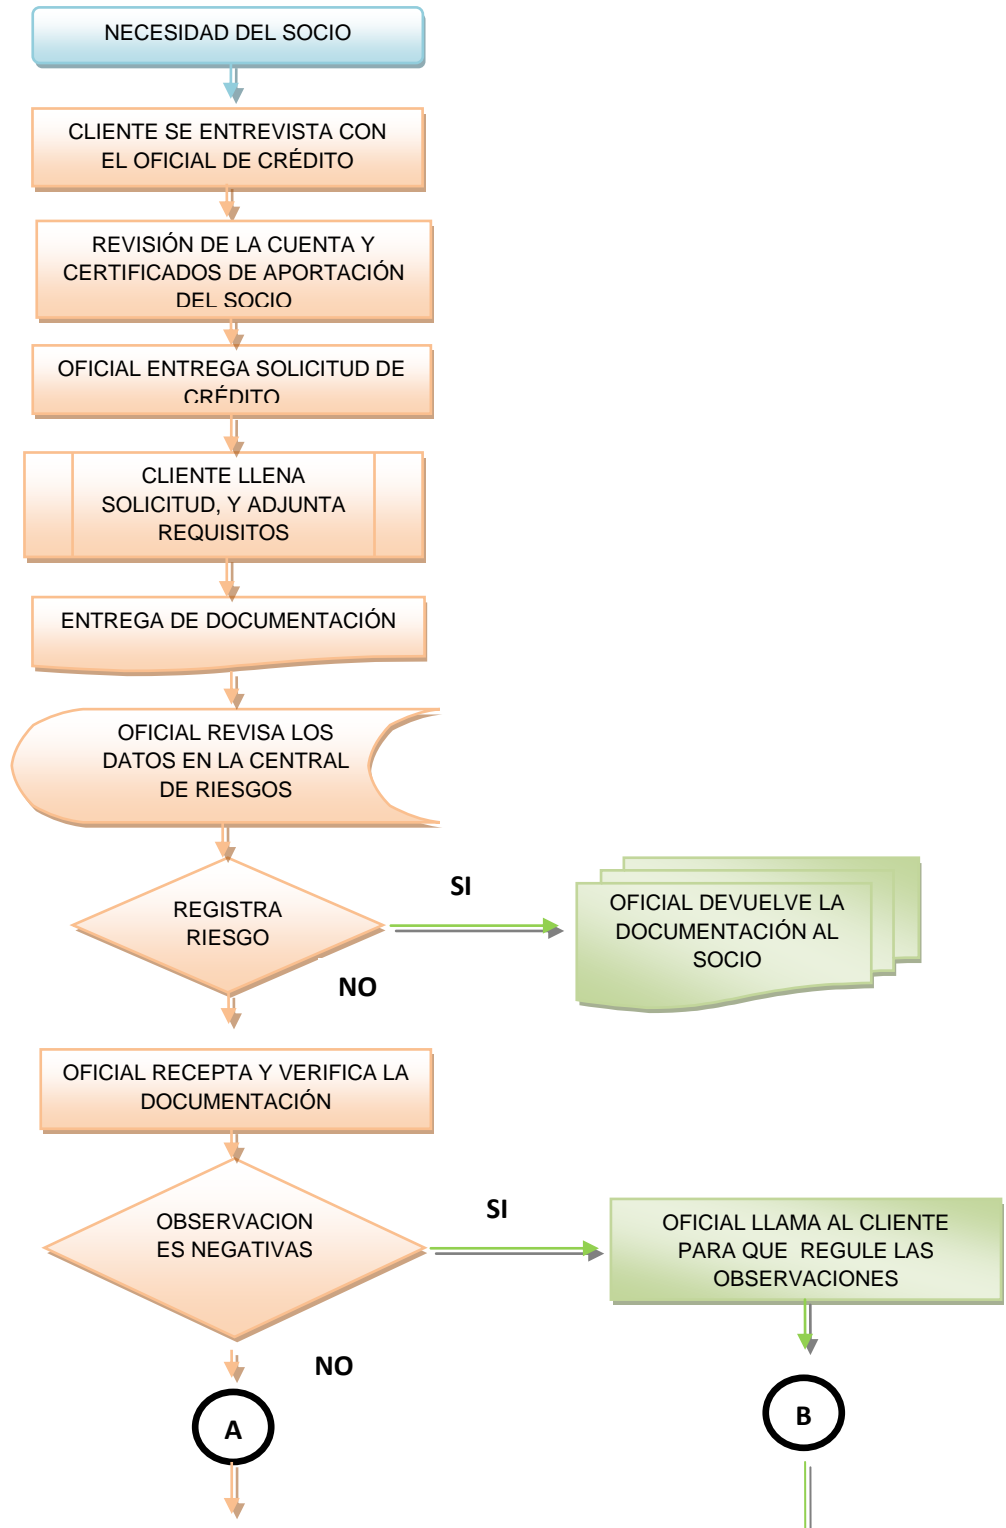 NECESIDAD DEL SOCIO
CLIENTE SE ENTREVISTA CON
EL OFICIAL DE CRÉDITO
REVISIÓN DE LA CUENTA Y
CERTIFICADOS DE APORTACIÓN
DEL SOCIO
OFICIAL ENTREGA SOLICITUD DE
CRÉDITO
CLIENTE LLENA
SOLICITUD, Y ADJUNTA
REQUISITOS
ENTREGA DE DOCUMENTACIÓN
OFICIAL REVISA LOS
DATOS EN LA CENTRAL
DE RIESGOS
REGISTRA
RIESGO
SI
OFICIAL DEVUELVE LA
DOCUMENTACIÓN AL
SOCIO
NO
OFICIAL RECEPTA Y VERIFICA LA
DOCUMENTACIÓN
OBSERVACION
ES NEGATIVAS
SI
OFICIAL LLAMA AL CLIENTE
PARA QUE  REGULE LAS
OBSERVACIONES
NO
A
B